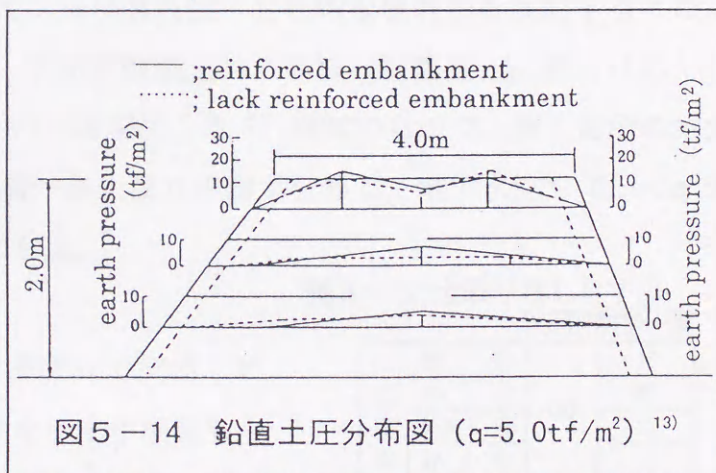 ;reinforced embankment
; lack reinforced embankment
earth pressure (tf/m²)
30
20
10
0
4.0m
30
20
10
0
earth pressure (tf/m²)
2.0m
10
0
10
0
10
0
10
0
図5-14 鉛直土圧分布図 (q=5.0tf/m²) 13)